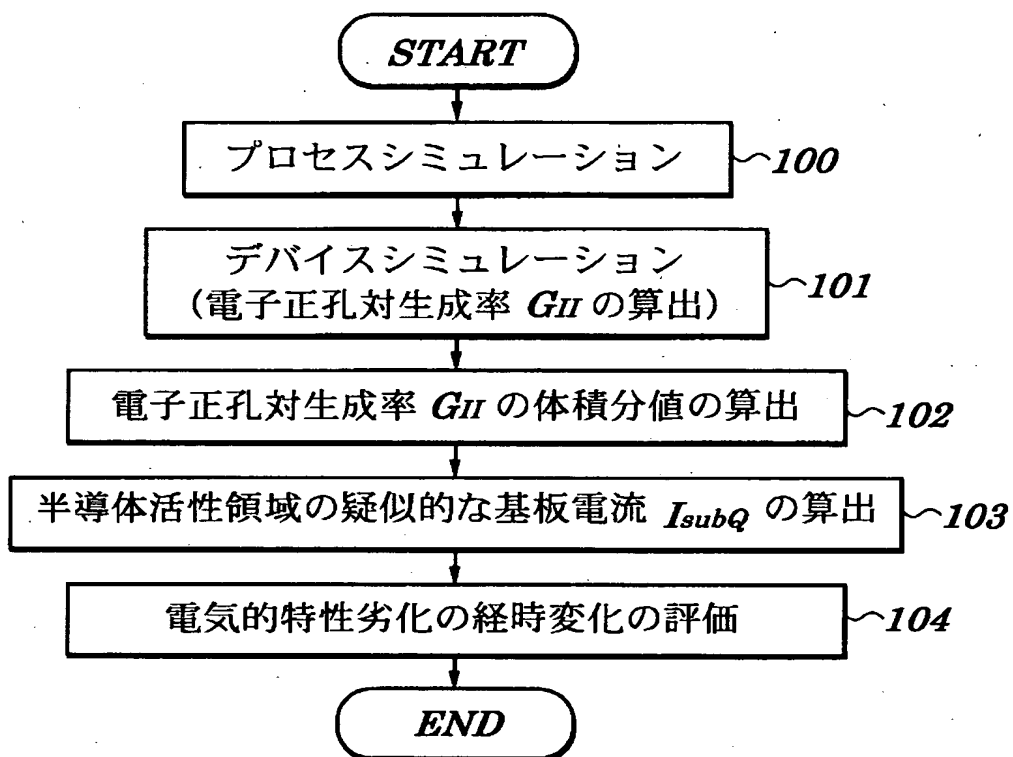 START
プロセスシミュレーション
100
デバイスシミュレーション
(電子正孔対生成率 GII の算出)
101
電子正孔対生成率 GII の体積分値の算出
102
半導体活性領域の疑似的な基板電流 IsubQ の算出
103
電気的特性劣化の経時変化の評価
104
END